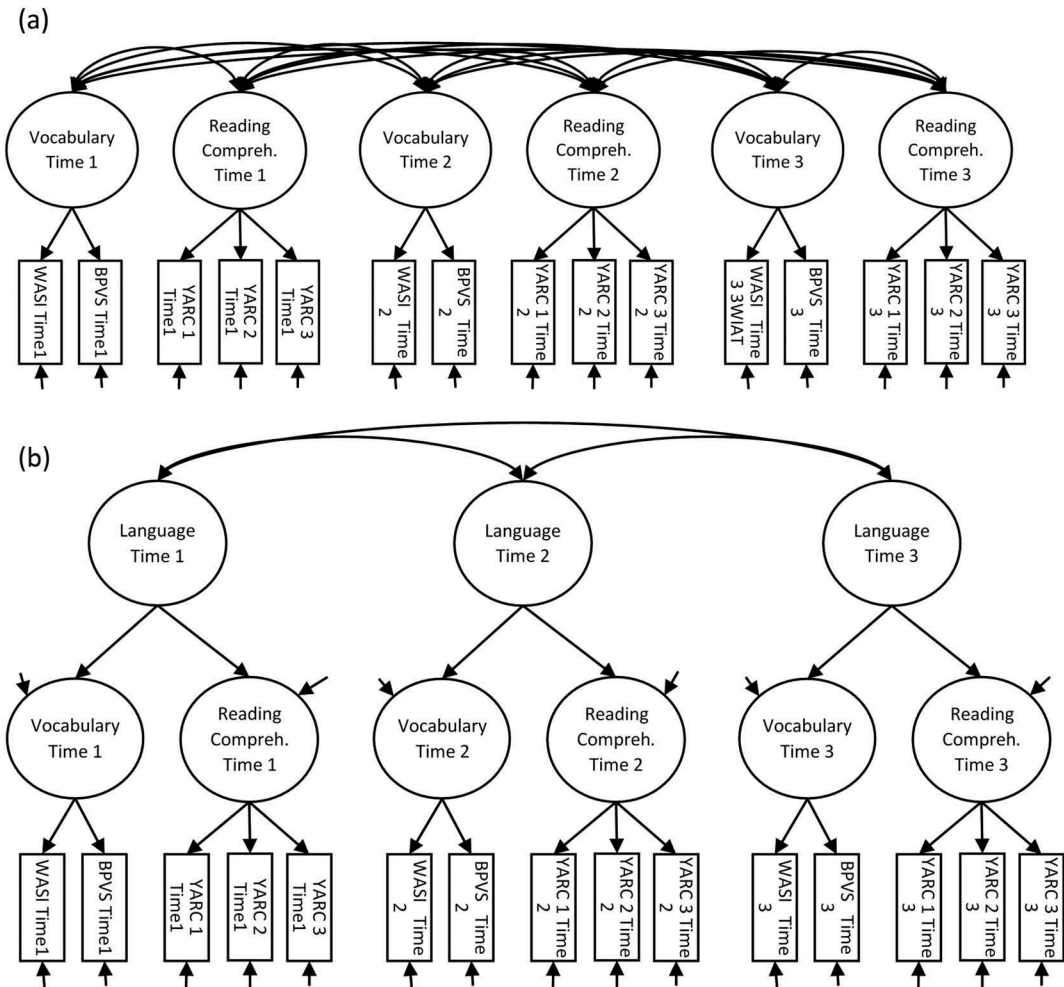 (a)
Vocabulary
Time 1
Reading
Compreh.
Time 1
Vocabulary
Time 2
Reading
Compreh.
Time 2
Vocabulary
Time 3
Reading
Compreh.
Time 3
WASI Time1
BPVS Time1
YARC 1
Time1
YARC 2
Time1
YARC 3
Time1
WASI Time
2
BPVS Time
2
YARC 1 Time
2
YARC 2 Time
2
YARC 3 Time
2
WASI Time
3 3WIAT
BPVS Time
3
YARC 1 Time
3
YARC 2 Time
3
YARC 3 Time
3
(b)
Language
Time 1
Language
Time 2
Language
Time 3
Vocabulary
Time 1
Reading
Compreh.
Time 1
Vocabulary
Time 2
Reading
Compreh.
Time 2
Vocabulary
Time 3
Reading
Compreh.
Time 3
WASI Time1
BPVS Time1
YARC 1
Time1
YARC 2
Time1
YARC 3
Time1
WASI Time
2
BPVS Time
2
YARC 1 Time
2
YARC 2 Time
2
YARC 3 Time
2
WASI Time
3
BPVS Time
3
YARC 1 Time
3
YARC 2 Time
3
YARC 3 Time
3